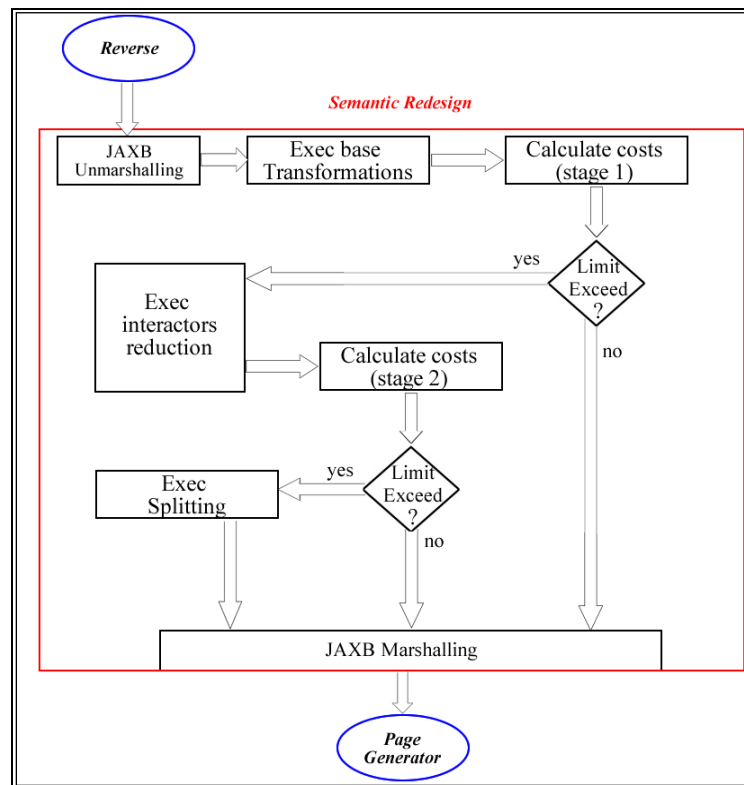 Reverse
Semantic Redesign
JAXB
Unmarshalling
Exec base
Transformations
Calculate costs
(stage 1)
yes
Limit
Exceed
?
no
Exec
interactors
reduction
Calculate costs
(stage 2)
yes
Limit
Exceed
?
no
Exec
Splitting
JAXB Marshalling
Page
Generator